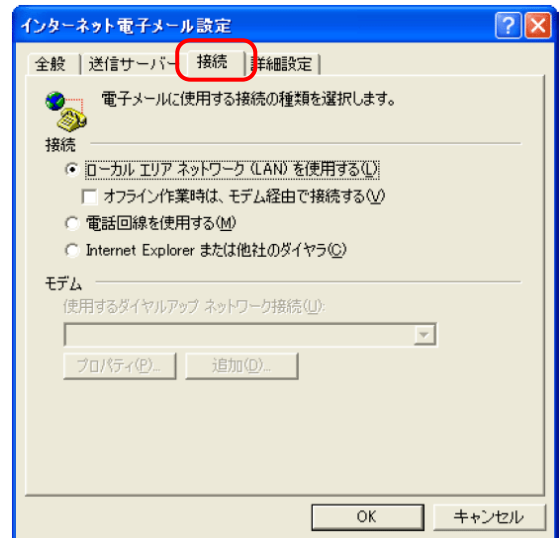 インターネット電子メール設定
全般 送信サーバー 接続 詳細設定
電子メールに使用する接続の種類を選択します。
接続
ローカル エリア ネットワーク (LAN) を使用する(L)
オフライン作業時は、モデム経由で接続する(V)
電話回線を使用する(M)
Internet Explorer または他社のダイヤラ(C)
モデム
使用するダイヤルアップ ネットワーク接続(U):
プロパティ(P)... 追加(D)...
OK キャンセル